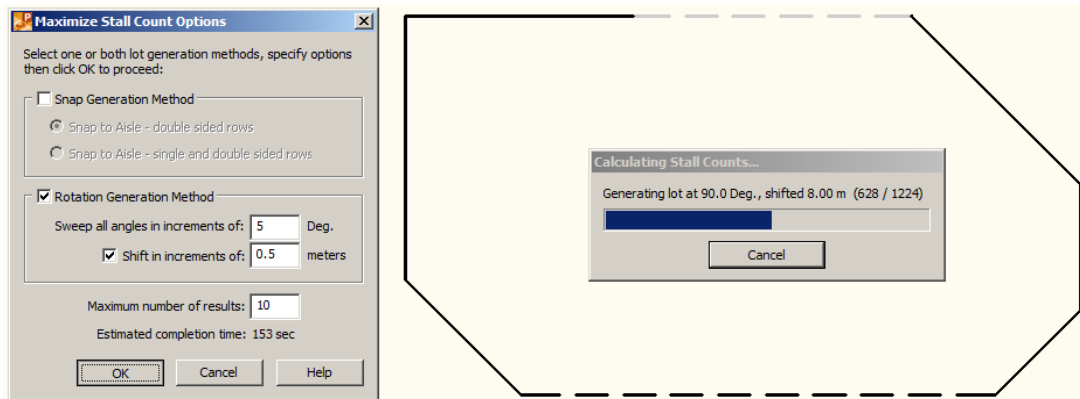 Maximize Stall Count Options
Select one or both lot generation methods, specify options
then click OK to proceed:
Snap Generation Method
Snap to Aisle - double sided rows
Snap to Aisle - single and double sided rows
Rotation Generation Method
Sweep all angles in increments of: 5 Deg.
Shift in increments of: 0.5 meters
Maximum number of results: 10
Estimated completion time: 153 sec
OK Cancel Help
Calculating Stall Counts...
Generating lot at 90.0 Deg., shifted 8.00 m (628 / 1224)
Cancel